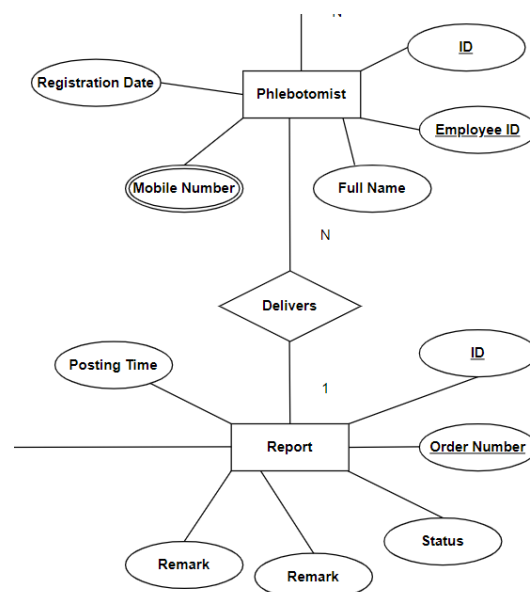 N
ID
Registration Date
Phlebotomist
Employee ID
Mobile Number
Full Name
N
Delivers
ID
Posting Time
1
Report
Order Number
Status
Remark
Remark